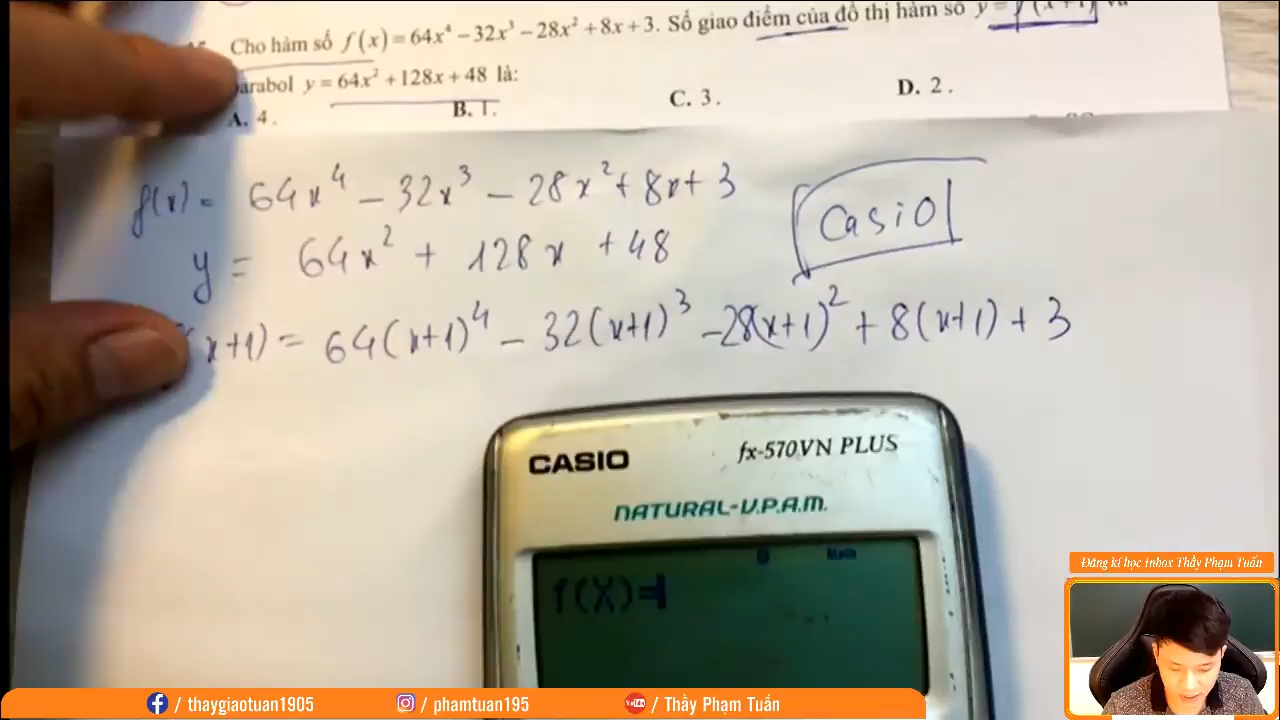 Cho hàm số f(x) = 64x⁴ − 32x³ − 28x² + 8x + 3. Số giao điểm của đồ thị hàm số y = f(x+1) và
parabol y = 64x² + 128x + 48 là:
A. 4.
B. 1.
C. 3.
D. 2.
f(x) = 64x⁴ − 32x³ − 28x² + 8x + 3
CasiO
y = 64x² + 128x + 48
(x+1) = 64(x+1)⁴ − 32(x+1)³ − 28(x+1)² + 8(x+1) + 3
CASIO
fx-570VN PLUS
NATURAL-V.P.A.M.
D Math
f(X)=
Đăng kí học Inbox Thầy Phạm Tuấn
/ thaygiaotuan1905
/ phamtuan195
/ Thầy Phạm Tuấn